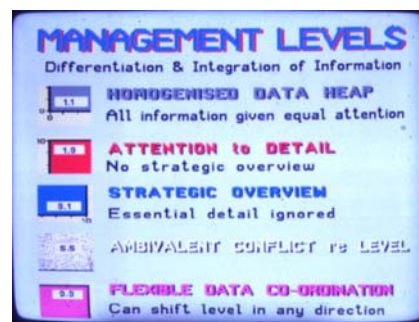 MANAGEMENT LEVELS
Differentiation & Integration of Information
1.1
HOMOGENISED DATA HEAP
All information given equal attention
1.9
ATTENTION to DETAIL
No strategic overview
9.1
STRATEGIC OVERVIEW
Essential detail ignored
5.5
AMBIVALENT CONFLICT re LEVEL
9.9
FLEXIBLE DATA CO-ORDINATION
Can shift level in any direction